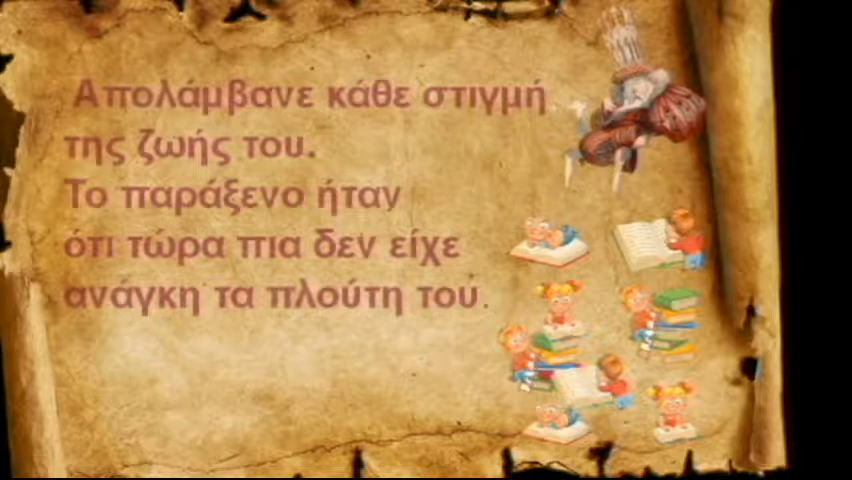 Απολάμβανε κάθε στιγμή
της ζωής του.
Το παράξενο ήταν
ότι τώρα πια δεν είχε
ανάγκη τα πλούτη του.